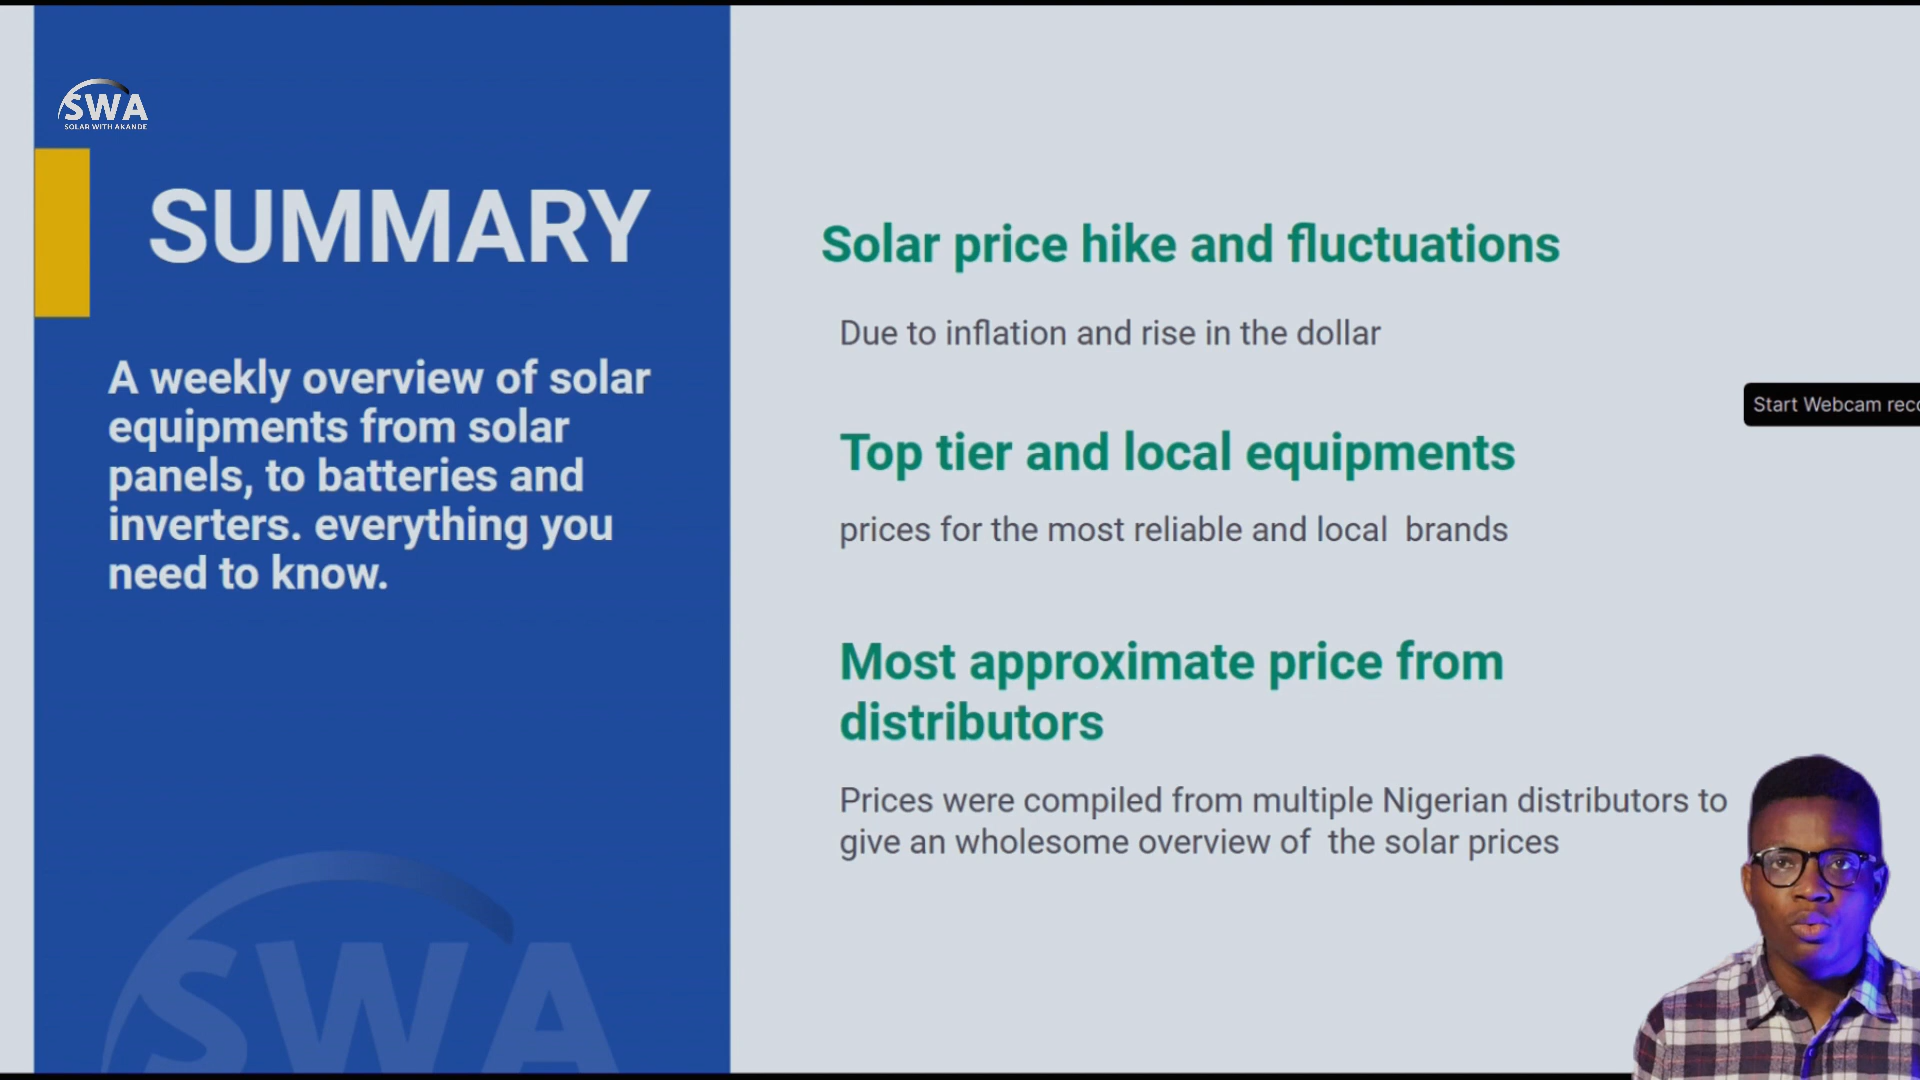 SWA
SOLAR WITH AKANDE
SUMMARY
A weekly overview of solar
equipments from solar
panels, to batteries and
inverters. everything you
need to know.
SWA
Solar price hike and fluctuations
Due to inflation and rise in the dollar
Top tier and local equipments
prices for the most reliable and local  brands
Most approximate price from
distributors
Prices were compiled from multiple Nigerian distributors to
give an wholesome overview of  the solar prices
Start Webcam